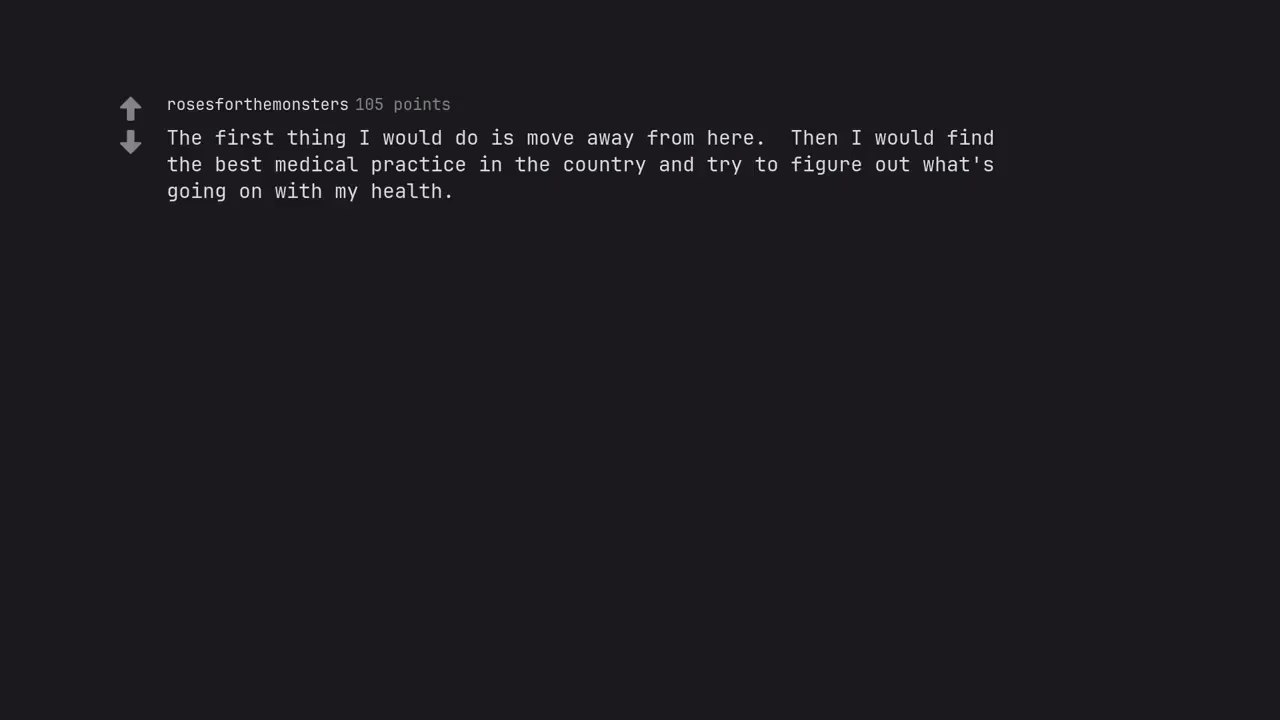 rosesforthemonsters 105 points
The first thing I would do is move away from here.  Then I would find
the best medical practice in the country and try to figure out what's
going on with my health.